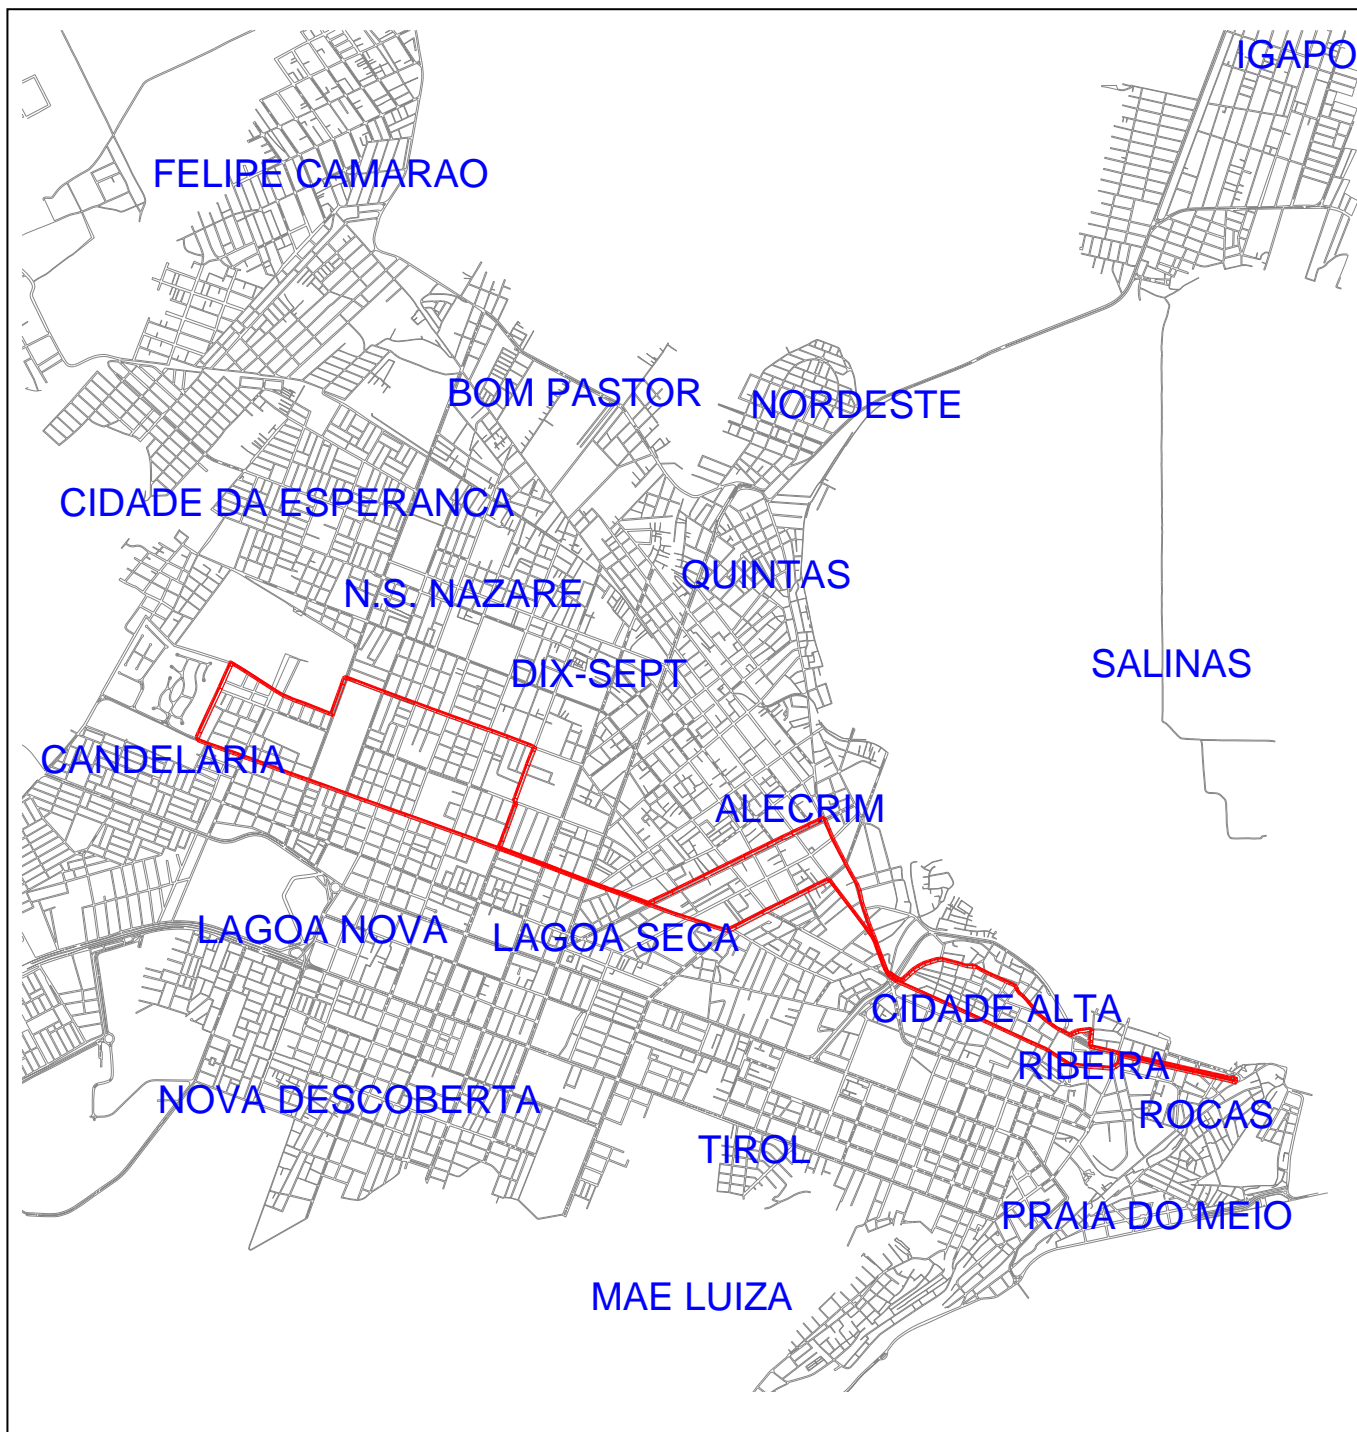 IGAPO
FELIPE CAMARAO
BOM PASTOR
NORDESTE
CIDADE DA ESPERANCA
QUINTAS
N.S. NAZARE
SALINAS
DIX-SEPT
CANDELARIA
ALECRIM
LAGOA NOVA
LAGOA SECA
CIDADE ALTA
RIBEIRA
NOVA DESCOBERTA
ROCAS
TIROL
PRAIA DO MEIO
MAE LUIZA